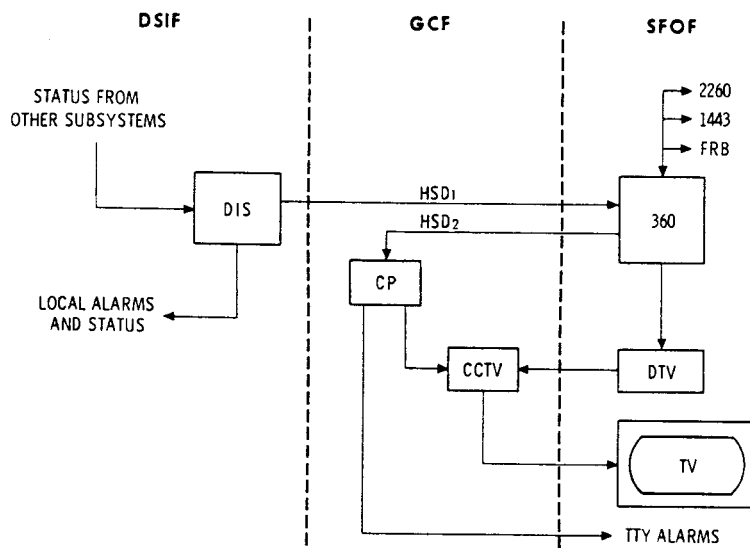 DSIF
GCF
SFOF
STATUS FROM
OTHER SUBSYSTEMS
2260
1443
FRB
DIS
HSD1
360
HSD2
CP
LOCAL ALARMS
AND STATUS
CCTV
DTV
TV
TTY ALARMS